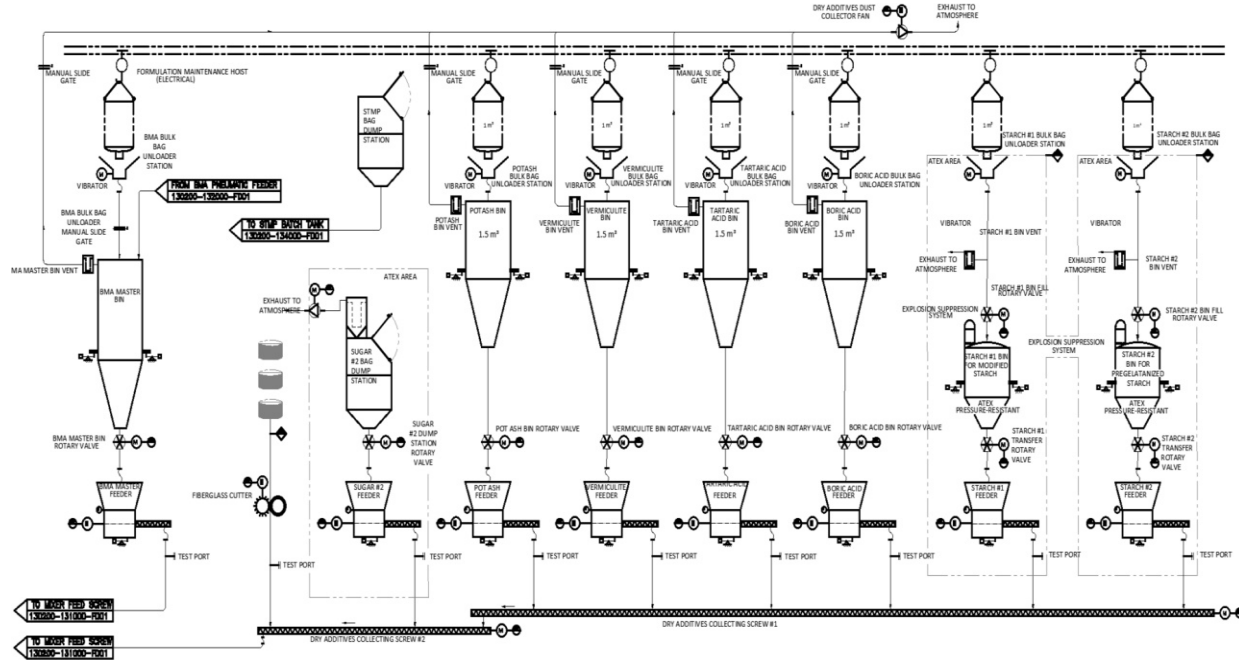 DRY ADDITIVES DUST
COLLECTOR FAN
EXHAUST TO
ATMOSPHERE
MANUAL SLIDE
GATE
FORMULATION MAINTENANCE HOIST
(ELECTRICAL)
MANUAL SLIDE
GATE
MANUAL SLIDE
GATE
MANUAL SLIDE
GATE
MANUAL SLIDE
GATE
STMP
BAG
DUMP
STATION
1 m³
1 m³
1 m³
1 m³
1 m³
1 m³
BMA BULK
BAG
UNLOADER
STATION
STARCH #1 BULK BAG
UNLOADER STATION
STARCH #2 BULK BAG
UNLOADER STATION
ATEX AREA
ATEX AREA
POTASH
BULK BAG
UNLOADER STATION
VERMICULITE
BULK BAG
UNLOADER STATION
TARTARIC ACID
BULK BAG
UNLOADER STATION
BORIC ACID BULK BAG
UNLOADER STATION
M
VIBRATOR
M
VIBRATOR
M
VIBRATOR
M
VIBRATOR
M
VIBRATOR
M
M
FROM BMA PNEUMATIC FEEDER
130200-132000-FD01
BMA BULK BAG
UNLOADER
MANUAL SLIDE
GATE
TO STMP BATCH TANK
130200-134000-FD01
POTASH
BIN VENT
POTASH BIN
1.5 m³
VERMICULITE
BIN VENT
VERMICULITE
BIN
1.5 m³
TARTARIC ACID
BIN VENT
TARTARIC ACID
BIN
1.5 m³
BORIC ACID
BIN VENT
BORIC ACID BIN
1.5 m³
VIBRATOR
STARCH #1 BIN VENT
VIBRATOR
EXHAUST TO
ATMOSPHERE
EXHAUST TO
ATMOSPHERE
STARCH #2
BIN VENT
MA MASTER BIN VENT
BMA MASTER
BIN
ATEX AREA
EXHAUST TO
ATMOSPHERE
M
STARCH #1 BIN FILL
ROTARY VALVE
M
EXPLOSION SUPPRESSION
SYSTEM
STARCH #2 BIN FILL
ROTARY VALVE
EXPLOSION SUPPRESSION
SYSTEM
SUGAR
#2 BAG
DUMP
STATION
STARCH #1 BIN
FOR MODIFIED
STARCH
STARCH #2
BIN FOR
PREGELATANIZED
STARCH
ATEX
PRESSURE-RESISTANT
ATEX
PRESSURE-RESISTANT
BMA MASTER BIN
ROTARY VALVE
M
SUGAR
#2 DUMP
STATION
ROTARY
VALVE
M
POT ASH BIN ROTARY VALVE
M
VERMICULITE BIN ROTARY VALVE
M
TARTARIC ACID BIN ROTARY VALVE
M
BORIC ACID BIN ROTARY VALVE
M
STARCH #1
TRANSFER
ROTARY
VALVE
M
STARCH #2
TRANSFER
ROTARY
VALVE
M
FIBERGLASS CUTTER
BMA MASTER
FEEDER
SUGAR #2
FEEDER
POT ASH
FEEDER
VERMICULITE
FEEDER
TARTARIC ACID
FEEDER
BORIC ACID
FEEDER
STARCH #1
FEEDER
STARCH #2
FEEDER
TEST PORT
TEST PORT
TEST PORT
TEST PORT
TEST PORT
TEST PORT
TEST PORT
TEST PORT
TEST PORT
TO MIXER FEED SCREW
130200-131000-FD01
DRY ADDITIVES COLLECTING SCREW #1
M
DRY ADDITIVES COLLECTING SCREW #2
M
TO MIXER FEED SCREW
130200-131000-FD01